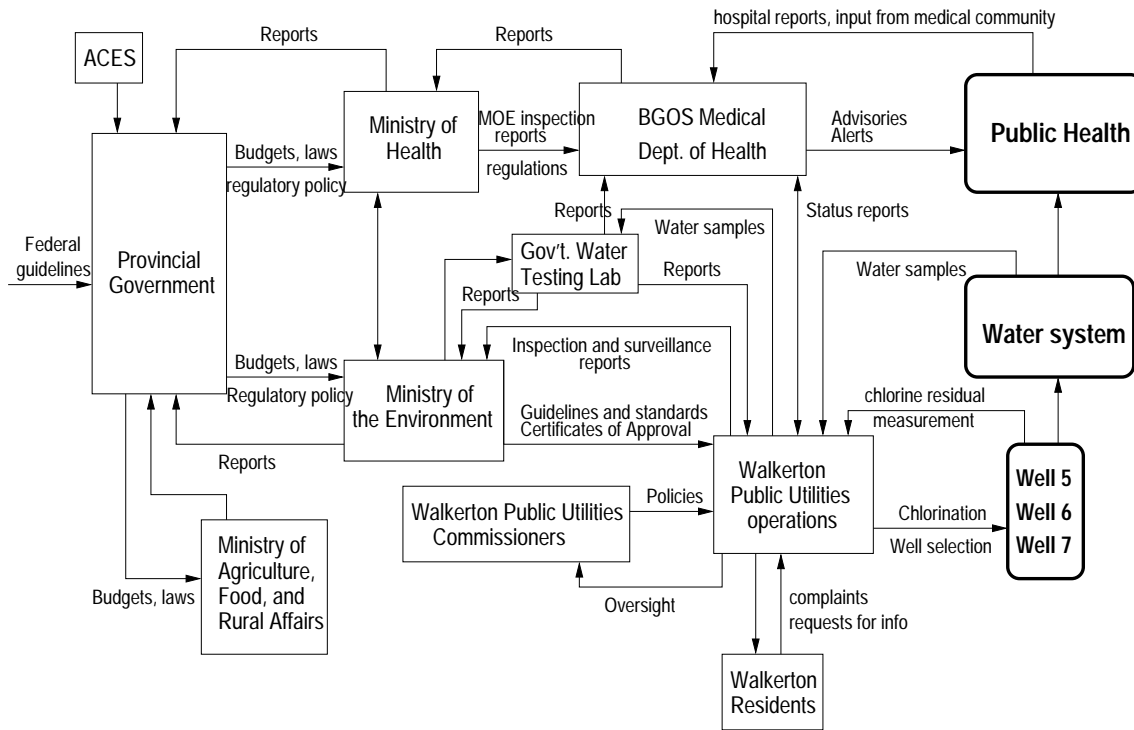 hospital reports, input from medical community
Reports
Reports
ACES
Ministry of
Health
MOE inspection
reports
regulations
BGOS Medical
Dept. of Health
Advisories
Alerts
Public Health
Budgets, laws
regulatory policy
Federal
guidelines
Provincial
Government
Reports
Water samples
Status reports
Gov't. Water
Testing Lab
Reports
Reports
Water samples
Water system
Inspection and surveillance
reports
Budgets, laws
Regulatory policy
Ministry of
the Environment
Guidelines and standards
Certificates of Approval
chlorine residual
measurement
Reports
Walkerton Public Utilities
Commissioners
Policies
Walkerton
Public Utilities
operations
Chlorination
Well selection
Well 5
Well 6
Well 7
Ministry of
Agriculture,
Food, and
Rural Affairs
Budgets, laws
Oversight
complaints
requests for info
Walkerton
Residents